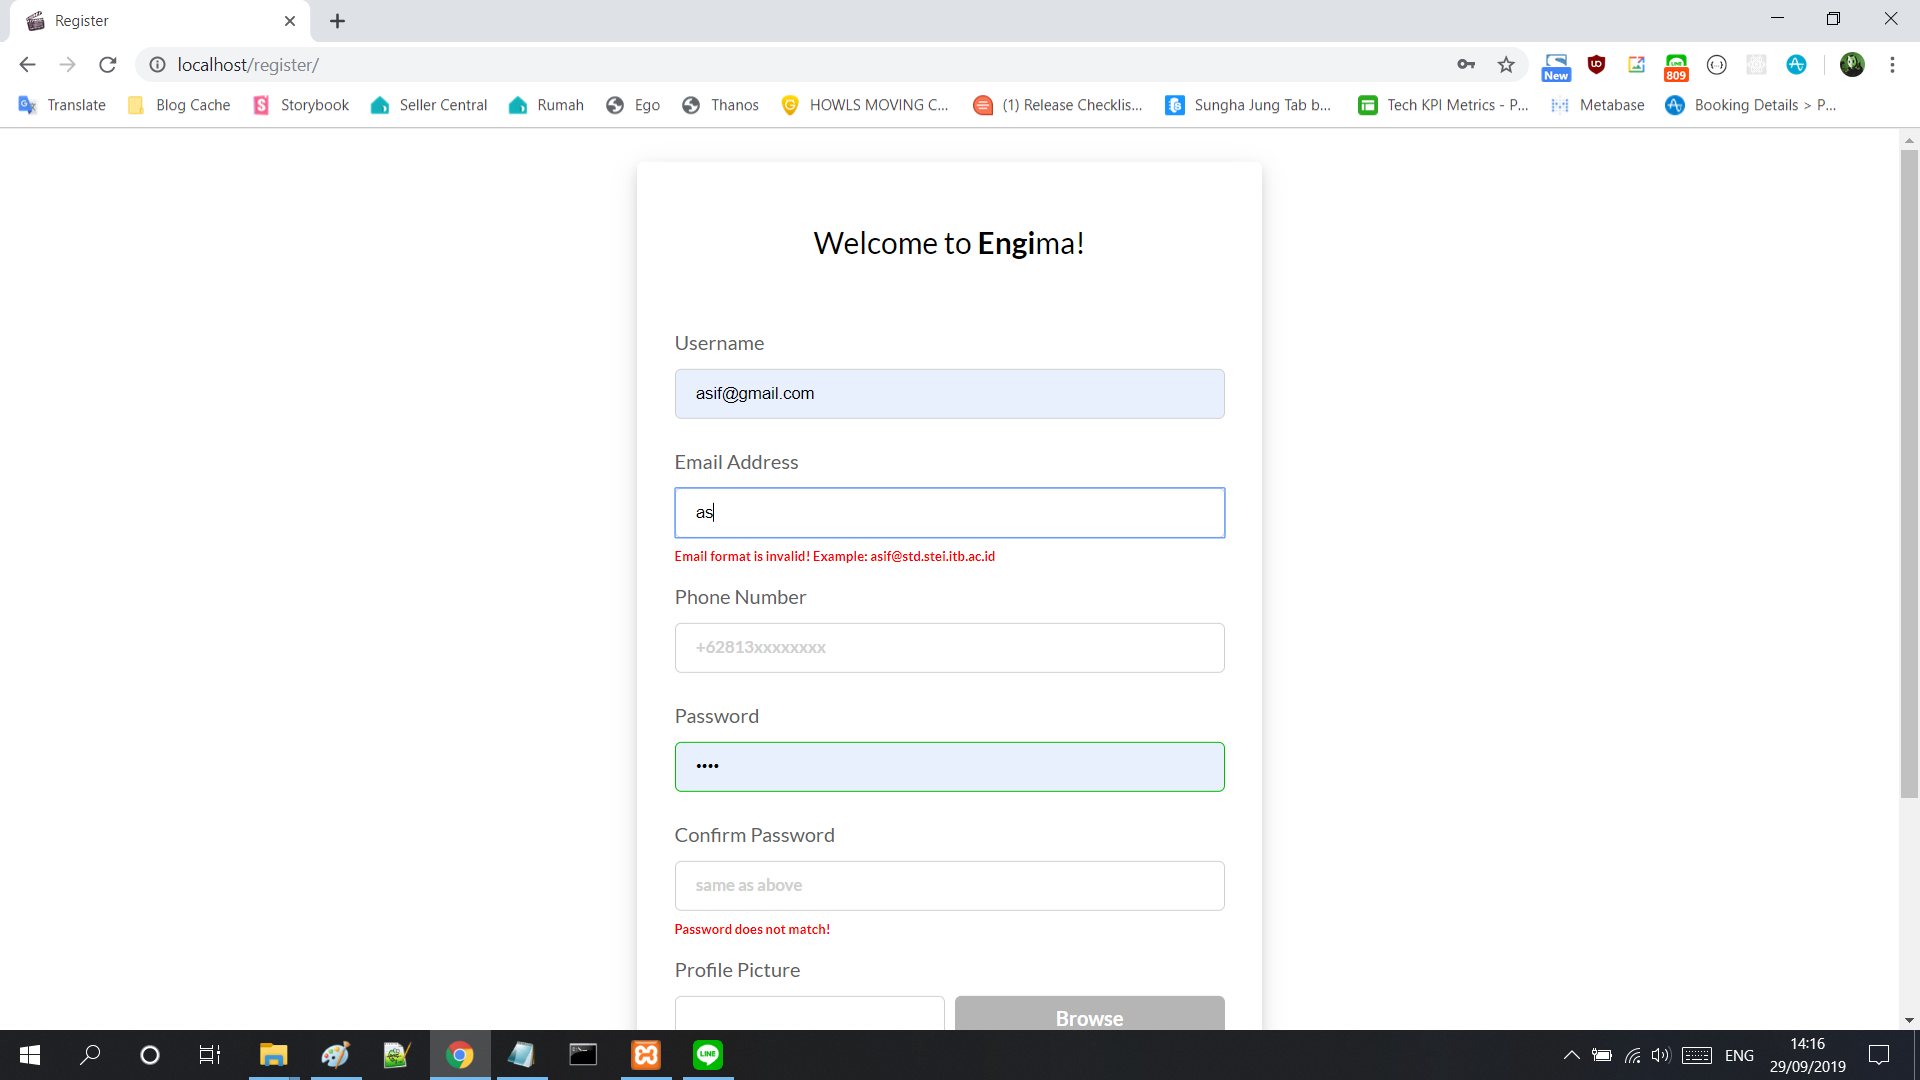 Register
localhost/register/
New
809
Translate
Blog Cache
Storybook
Seller Central
Rumah
Ego
Thanos
HOWLS MOVING C...
(1) Release Checklis...
Sungha Jung Tab b...
Tech KPI Metrics - P...
Metabase
Booking Details > P...
Welcome to Engima!
Username
asif@gmail.com
Email Address
as
Email format is invalid! Example: asif@std.stei.itb.ac.id
Phone Number
+62813xxxxxxxx
Password
••••
Confirm Password
same as above
Password does not match!
Profile Picture
Browse
LINE
ENG
14:16
29/09/2019